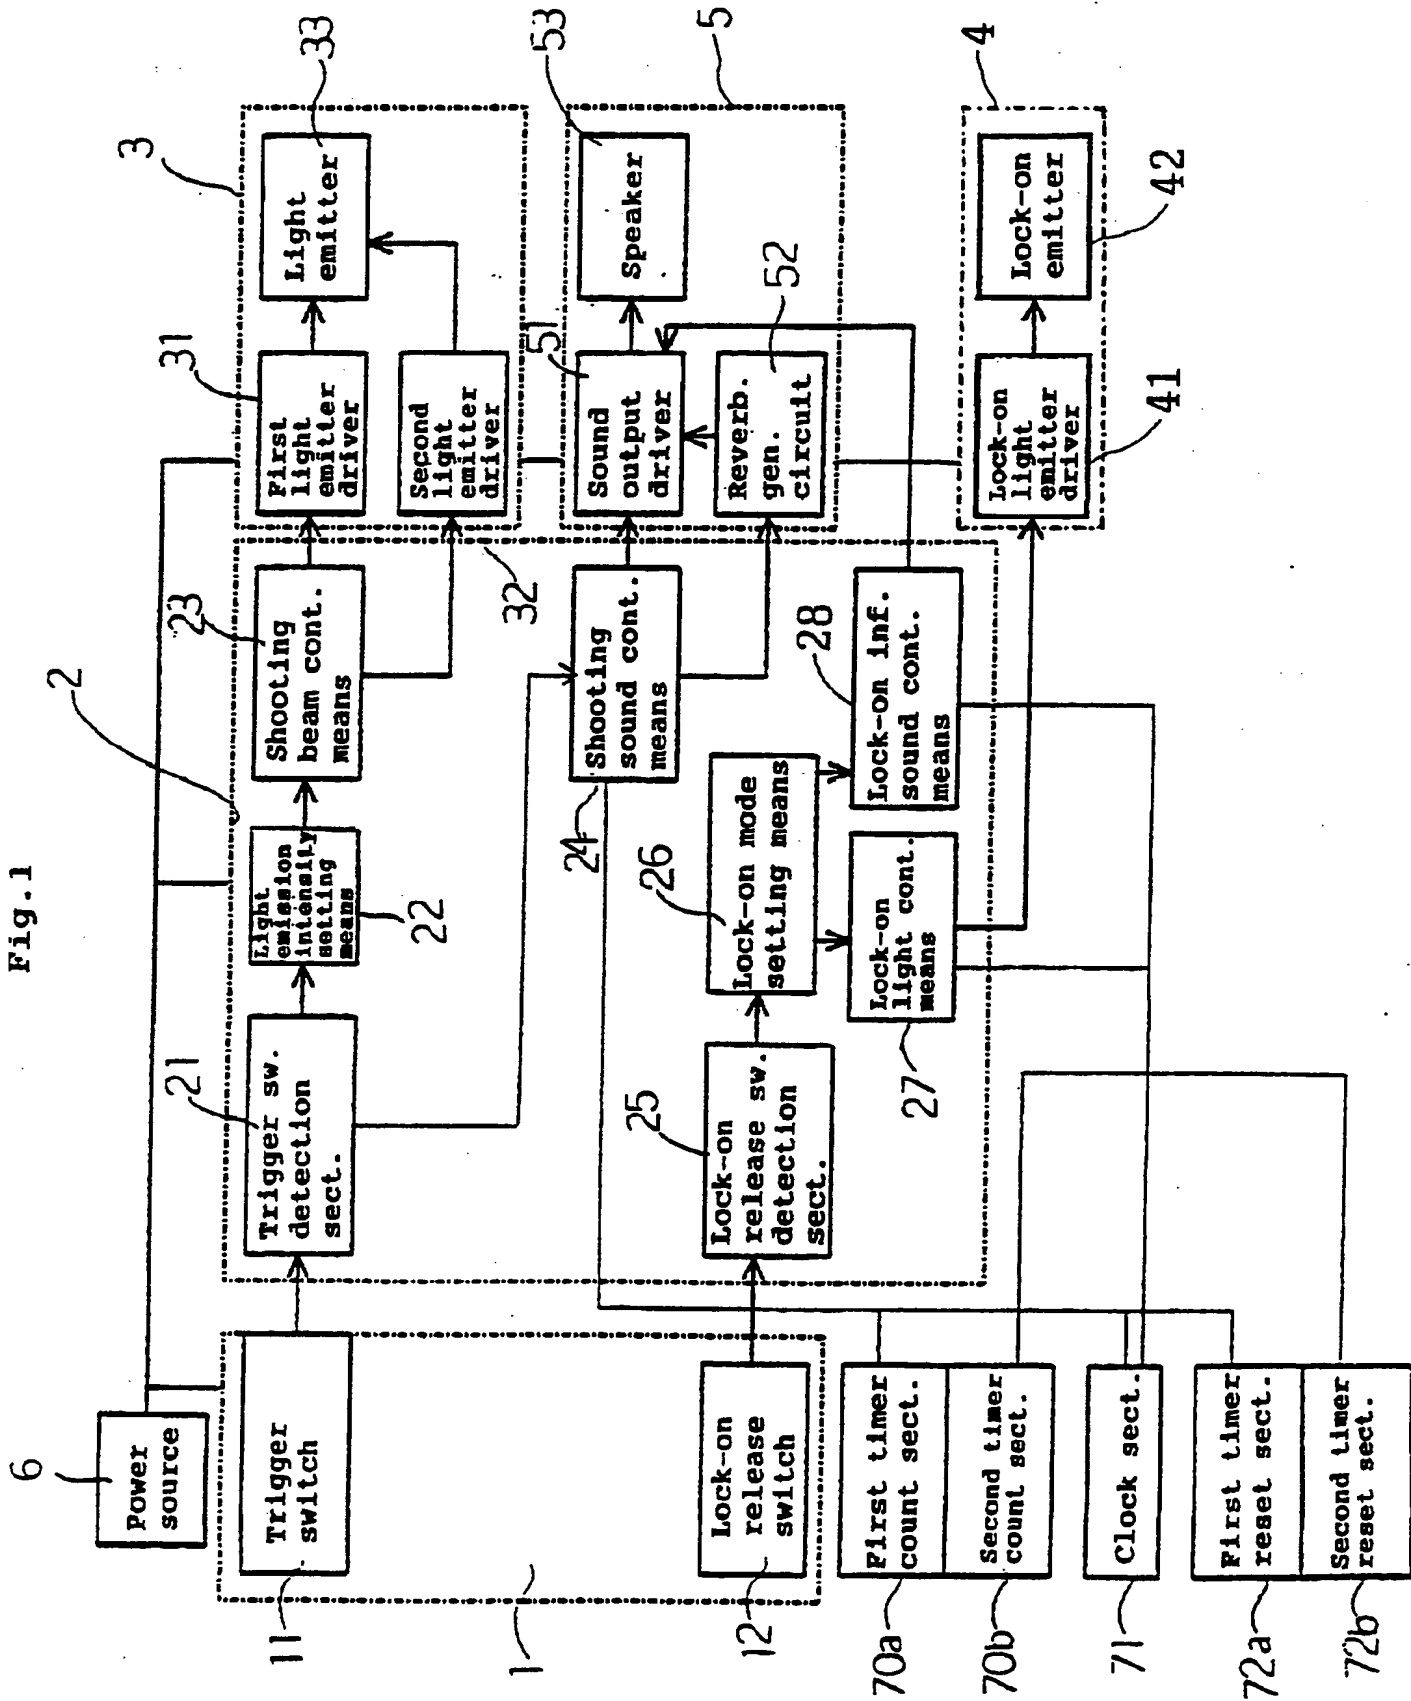 Fig.1
6
Power
source
11
Trigger
switch
1
12
Lock-on
release
switch
2
21
Trigger sw.
detection
sect.
22
Light
emission
intensity
setting
means
23
Shooting
beam cont.
means
24
Shooting
sound cont.
means
25
Lock-on
release sw.
detection
sect.
26
Lock-on mode
setting means
27
Lock-on
light cont.
means
28
Lock-on inf.
sound cont.
means
3
31
First
light
emitter
driver
32
Second
light
emitter
driver
33
Light
emitter
5
51
Sound
output
driver
52
Reverb.
gen.
circuit
53
Speaker
4
41
Lock-on
light
emitter
driver
42
Lock-on
emitter
70a
First timer
count sect.
70b
Second timer
count sect.
71
Clock sect.
72a
First timer
reset sect.
72b
Second timer
reset sect.